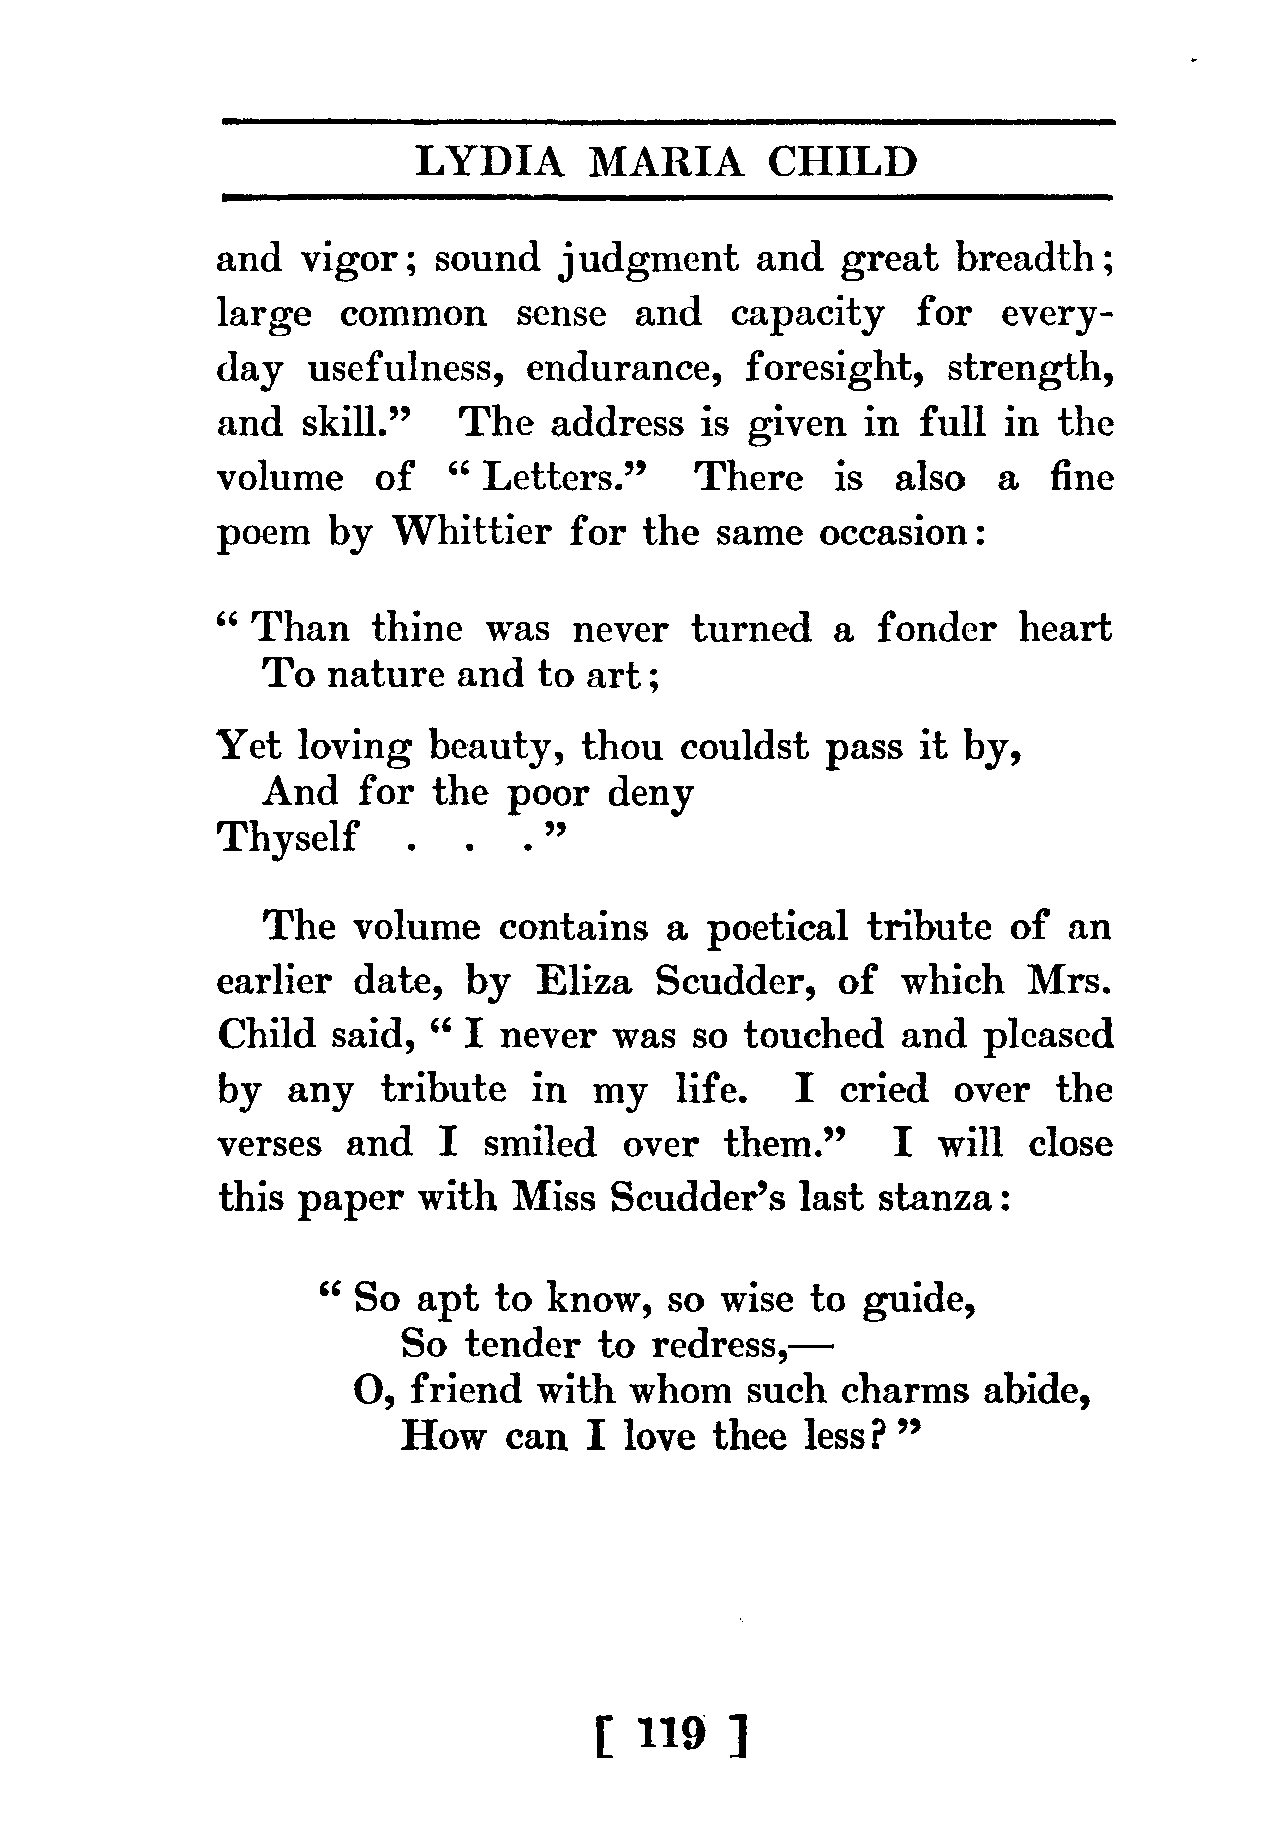 LYDIA MARIA CHILD
and vigor; sound judgment and great breadth;
large common sense and capacity for every-
day usefulness, endurance, foresight, strength,
and skill.” The address is given in full in the
volume of “ Letters.” There is also a fine
poem by Whittier for the same occasion:
“ Than thine was never turned a fonder heart
To nature and to art;
Yet loving beauty, thou couldst pass it by,
And for the poor deny
Thyself . . . ”
The volume contains a poetical tribute of an
earlier date, by Eliza Scudder, of which Mrs.
Child said, “ I never was so touched and pleased
by any tribute in my life. I cried over the
verses and I smiled over them.” I will close
this paper with Miss Scudder’s last stanza:
“ So apt to know, so wise to guide,
So tender to redress,—
O, friend with whom such charms abide,
How can I love thee less? ”
[ 119 ]